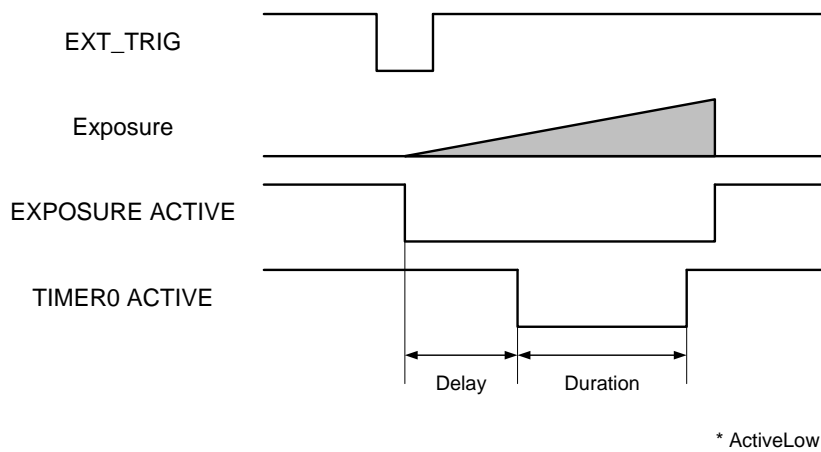 EXT_TRIG
Exposure
EXPOSURE ACTIVE
TIMER0 ACTIVE
Delay
Duration
* ActiveLow